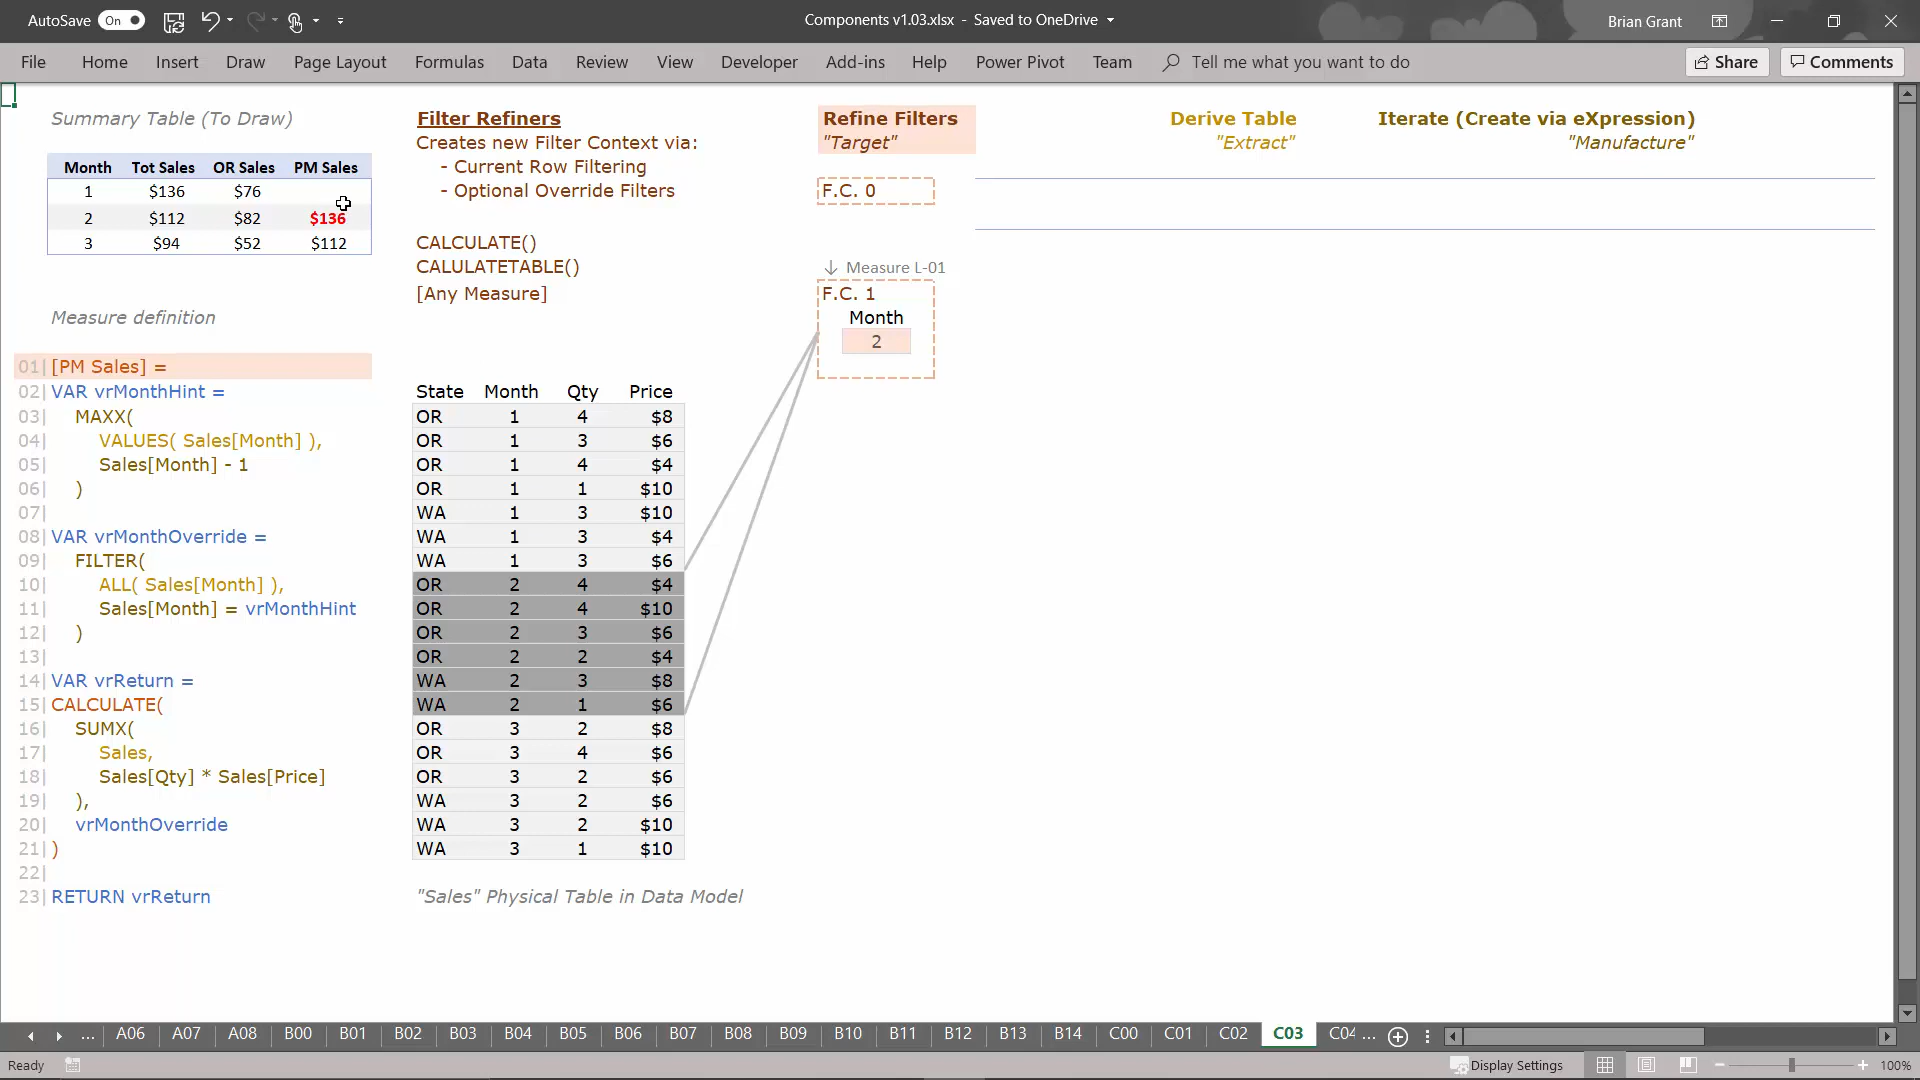 AutoSave On Components v1.03.xlsx - Saved to OneDrive Brian Grant
File Home Insert Draw Page Layout Formulas Data Review View Developer Add-ins Help Power Pivot Team Tell me what you want to do Share Comments
Summary Table (To Draw)
Month Tot Sales OR Sales PM Sales
1 $136 $76
2 $112 $82 $136
3 $94 $52 $112
Measure definition
01| [PM Sales] =
02| VAR vrMonthHint =
03| MAXX(
04| VALUES( Sales[Month] ),
05| Sales[Month] - 1
06| )
07|
08| VAR vrMonthOverride =
09| FILTER(
10| ALL( Sales[Month] ),
11| Sales[Month] = vrMonthHint
12| )
13|
14| VAR vrReturn =
15| CALCULATE(
16| SUMX(
17| Sales,
18| Sales[Qty] * Sales[Price]
19| ),
20| vrMonthOverride
21| )
22|
23| RETURN vrReturn
Filter Refiners
Creates new Filter Context via:
- Current Row Filtering
- Optional Override Filters
CALCULATE()
CALULATETABLE()
[Any Measure]
State Month Qty Price
OR 1 4 $8
OR 1 3 $6
OR 1 4 $4
OR 1 1 $10
WA 1 3 $10
WA 1 3 $4
WA 1 3 $6
OR 2 4 $4
OR 2 4 $10
OR 2 3 $6
OR 2 2 $4
WA 2 3 $8
WA 2 1 $6
OR 3 2 $8
OR 3 4 $6
OR 3 2 $6
WA 3 2 $6
WA 3 2 $10
WA 3 1 $10
"Sales" Physical Table in Data Model
Refine Filters
"Target"
F.C. 0
↓ Measure L-01
F.C. 1
Month
2
Derive Table
"Extract"
Iterate (Create via eXpression)
"Manufacture"
... A06 A07 A08 B00 B01 B02 B03 B04 B05 B06 B07 B08 B09 B10 B11 B12 B13 B14 C00 C01 C02 C03 C04 ...
Ready Display Settings 100%